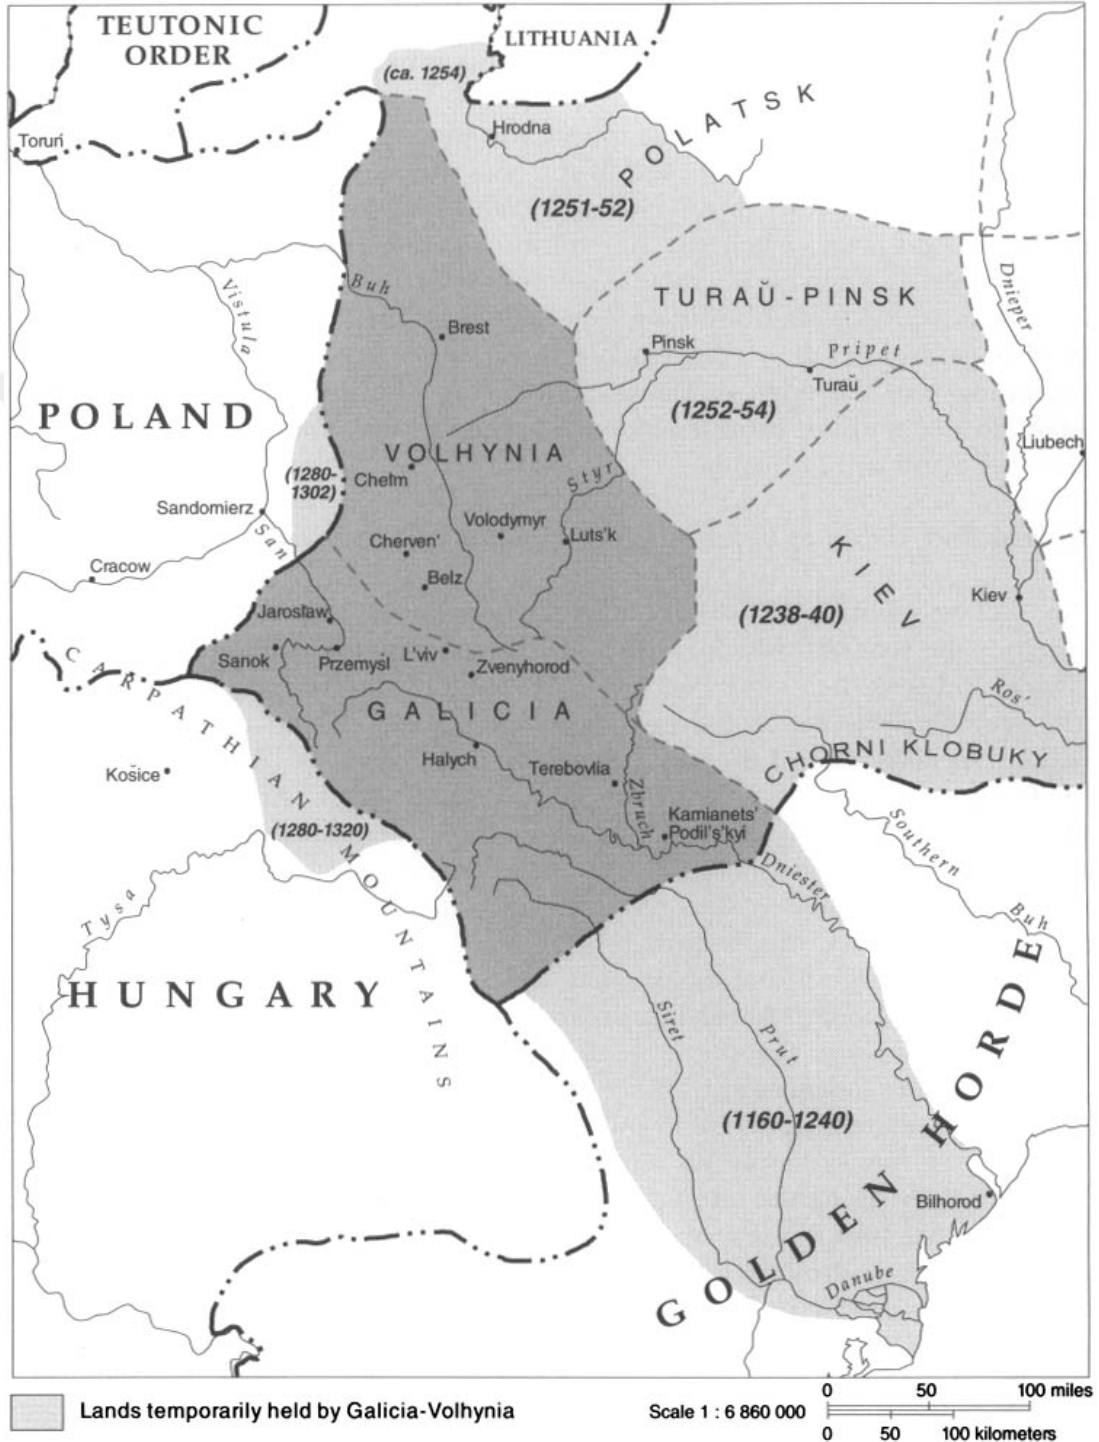 TEUTONIC
ORDER
LITHUANIA
(ca. 1254)
Toruń
Hrodna
POLATSK
(1251-52)
Vistula
Buh
TURAŬ-PINSK
Dnieper
Brest
Pinsk
Pripet
Turaŭ
POLAND
(1252-54)
VOLHYNIA
Liubech
(1280-
1302)
Chełm
Styr
Sandomierz
San
Volodymyr
Luts'k
Cherven'
KIEV
Cracow
Belz
Kiev
Jarosław
(1238-40)
Sanok
Przemyśl
L'viv
Zvenyhorod
CARPATHIAN MOUNTAINS
Ros'
GALICIA
CHORNI KLOBUKY
Košice
Halych
Terebovlia
Zbruch
Kamianets'
Podil's'kyi
(1280-1320)
Southern Buh
Dniester
Tysa
HUNGARY
Siret
Prut
GOLDEN HORDE
(1160-1240)
Bilhorod
Danube
Lands temporarily held by Galicia-Volhynia
Scale 1 : 6 860 000
0 50 100 miles
0 50 100 kilometers